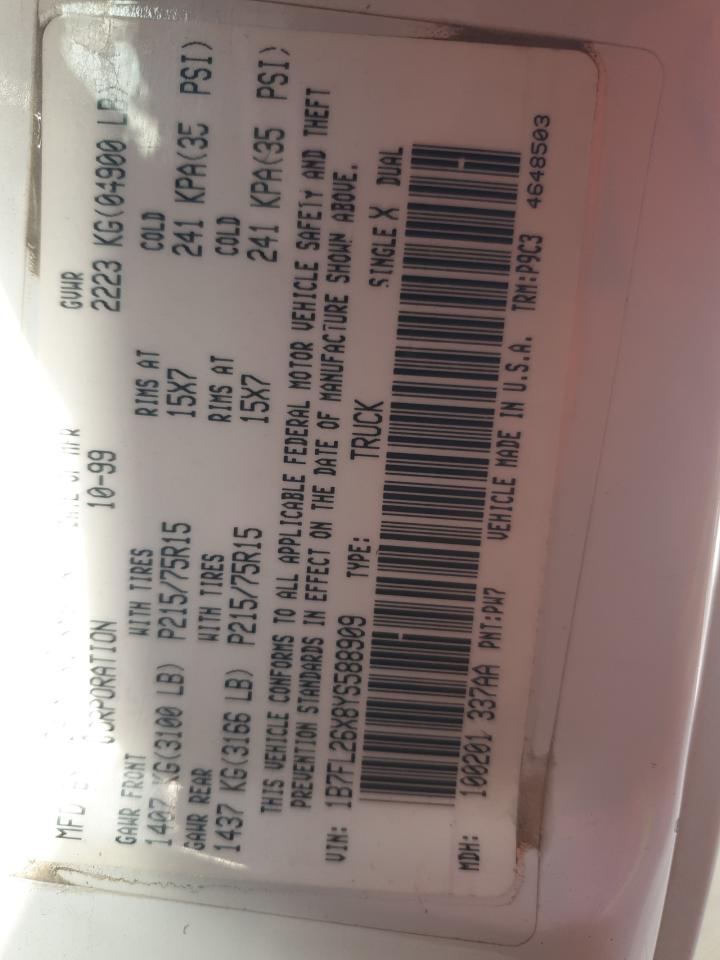 MFD BY
CORPORATION 10-99 GVWR 2223 KG(04900 LB)
GAWR FRONT WITH TIRES RIMS AT COLD
1407 KG(3100 LB) P215/75R15 15X7 241 KPA(35 PSI)
GAWR REAR WITH TIRES RIMS AT COLD
1437 KG(3166 LB) P215/75R15 15X7 241 KPA(35 PSI)
THIS VEHICLE CONFORMS TO ALL APPLICABLE FEDERAL MOTOR VEHICLE SAFETY AND THEFT
PREVENTION STANDARDS IN EFFECT ON THE DATE OF MANUFACTURE SHOWN ABOVE.
VIN: 1B7FL26X8YS588909 TYPE: TRUCK SINGLE X DUAL
MDH: 100201 337AA PNT:PW7 VEHICLE MADE IN U.S.A. TRM:P9C3 4648503